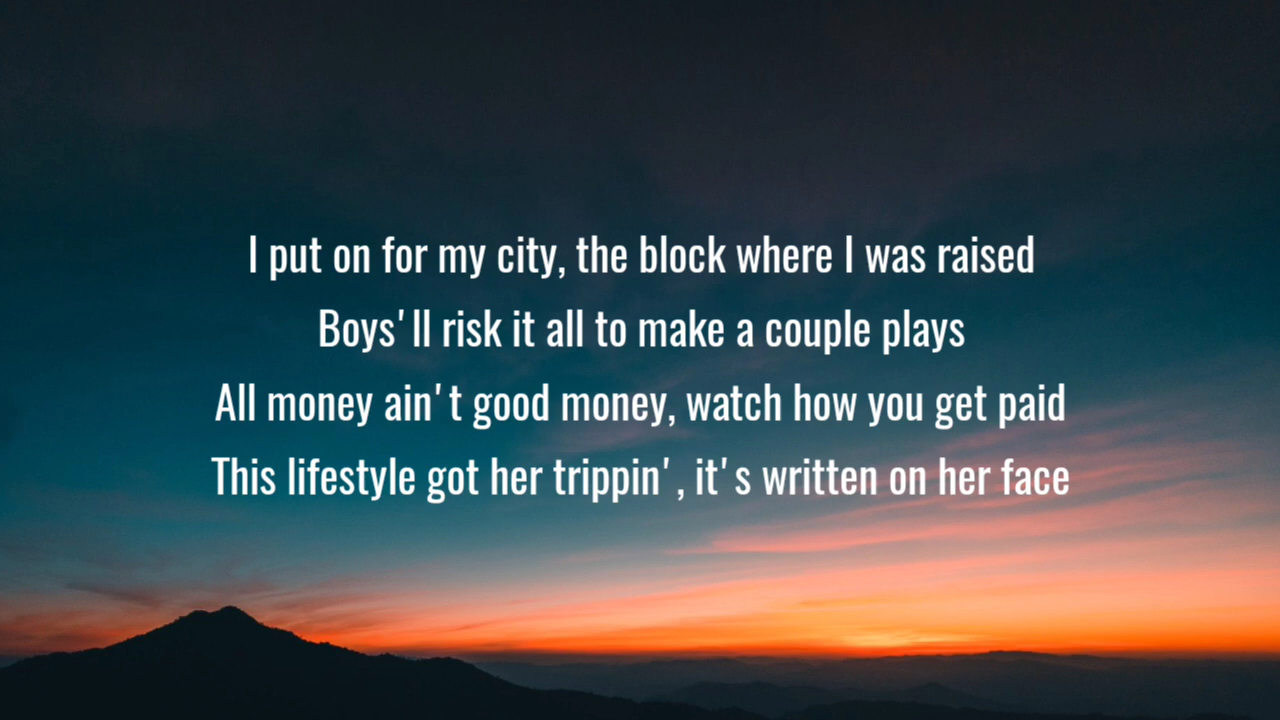 I put on for my city, the block where I was raised
Boys'll risk it all to make a couple plays
All money ain't good money, watch how you get paid
This lifestyle got her trippin', it's written on her face